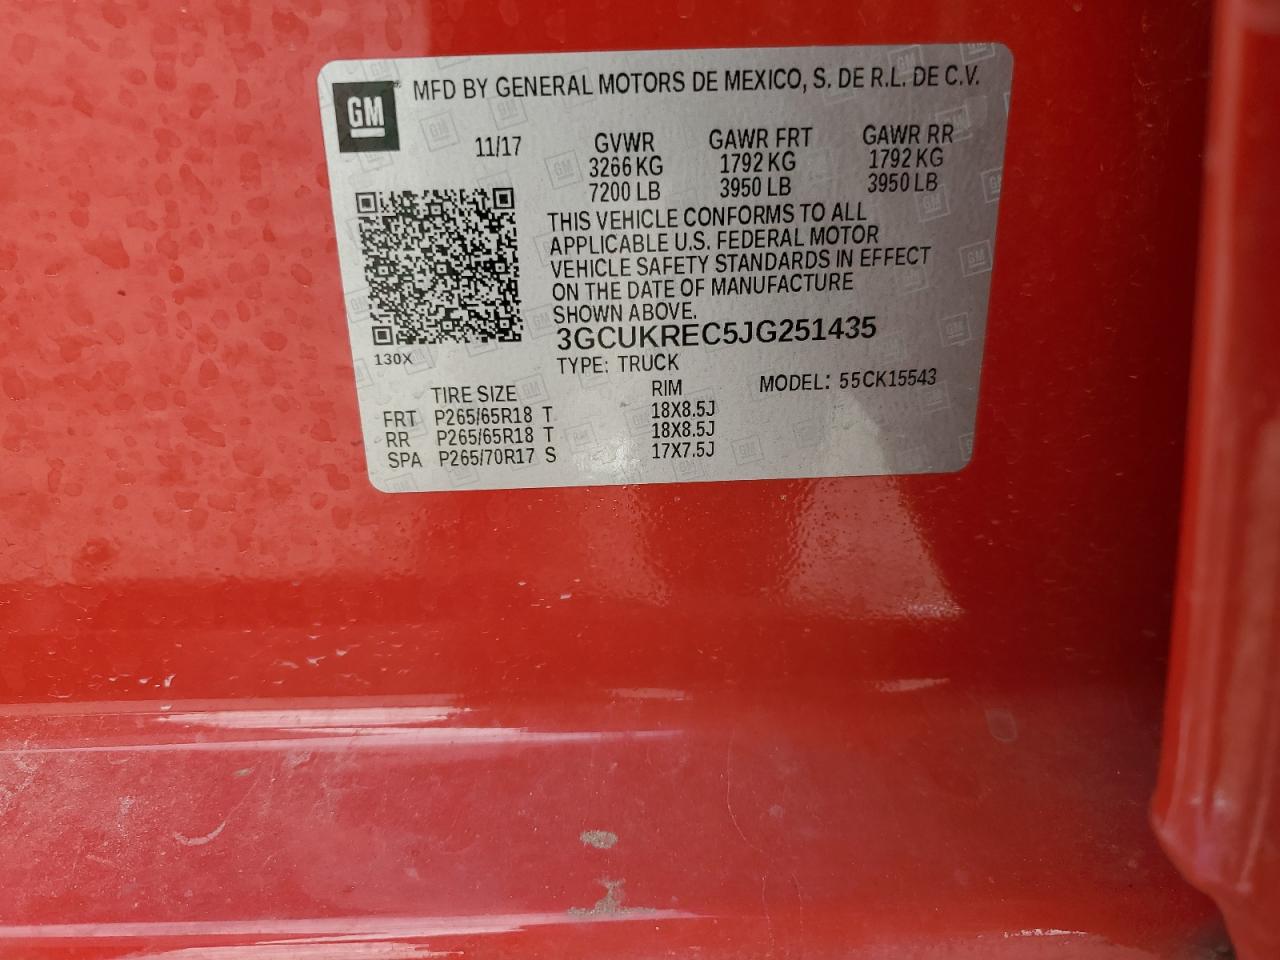 GM
MFD BY GENERAL MOTORS DE MEXICO, S. DE R.L. DE C.V.
11/17 GVWR GAWR FRT GAWR RR
3266 KG 1792 KG 1792 KG
7200 LB 3950 LB 3950 LB
THIS VEHICLE CONFORMS TO ALL
APPLICABLE U.S. FEDERAL MOTOR
VEHICLE SAFETY STANDARDS IN EFFECT
ON THE DATE OF MANUFACTURE
SHOWN ABOVE.
3GCUKREC5JG251435
130X
TYPE: TRUCK
TIRE SIZE RIM MODEL: 55CK15543
FRT P265/65R18 T 18X8.5J
RR P265/65R18 T 18X8.5J
SPA P265/70R17 S 17X7.5J